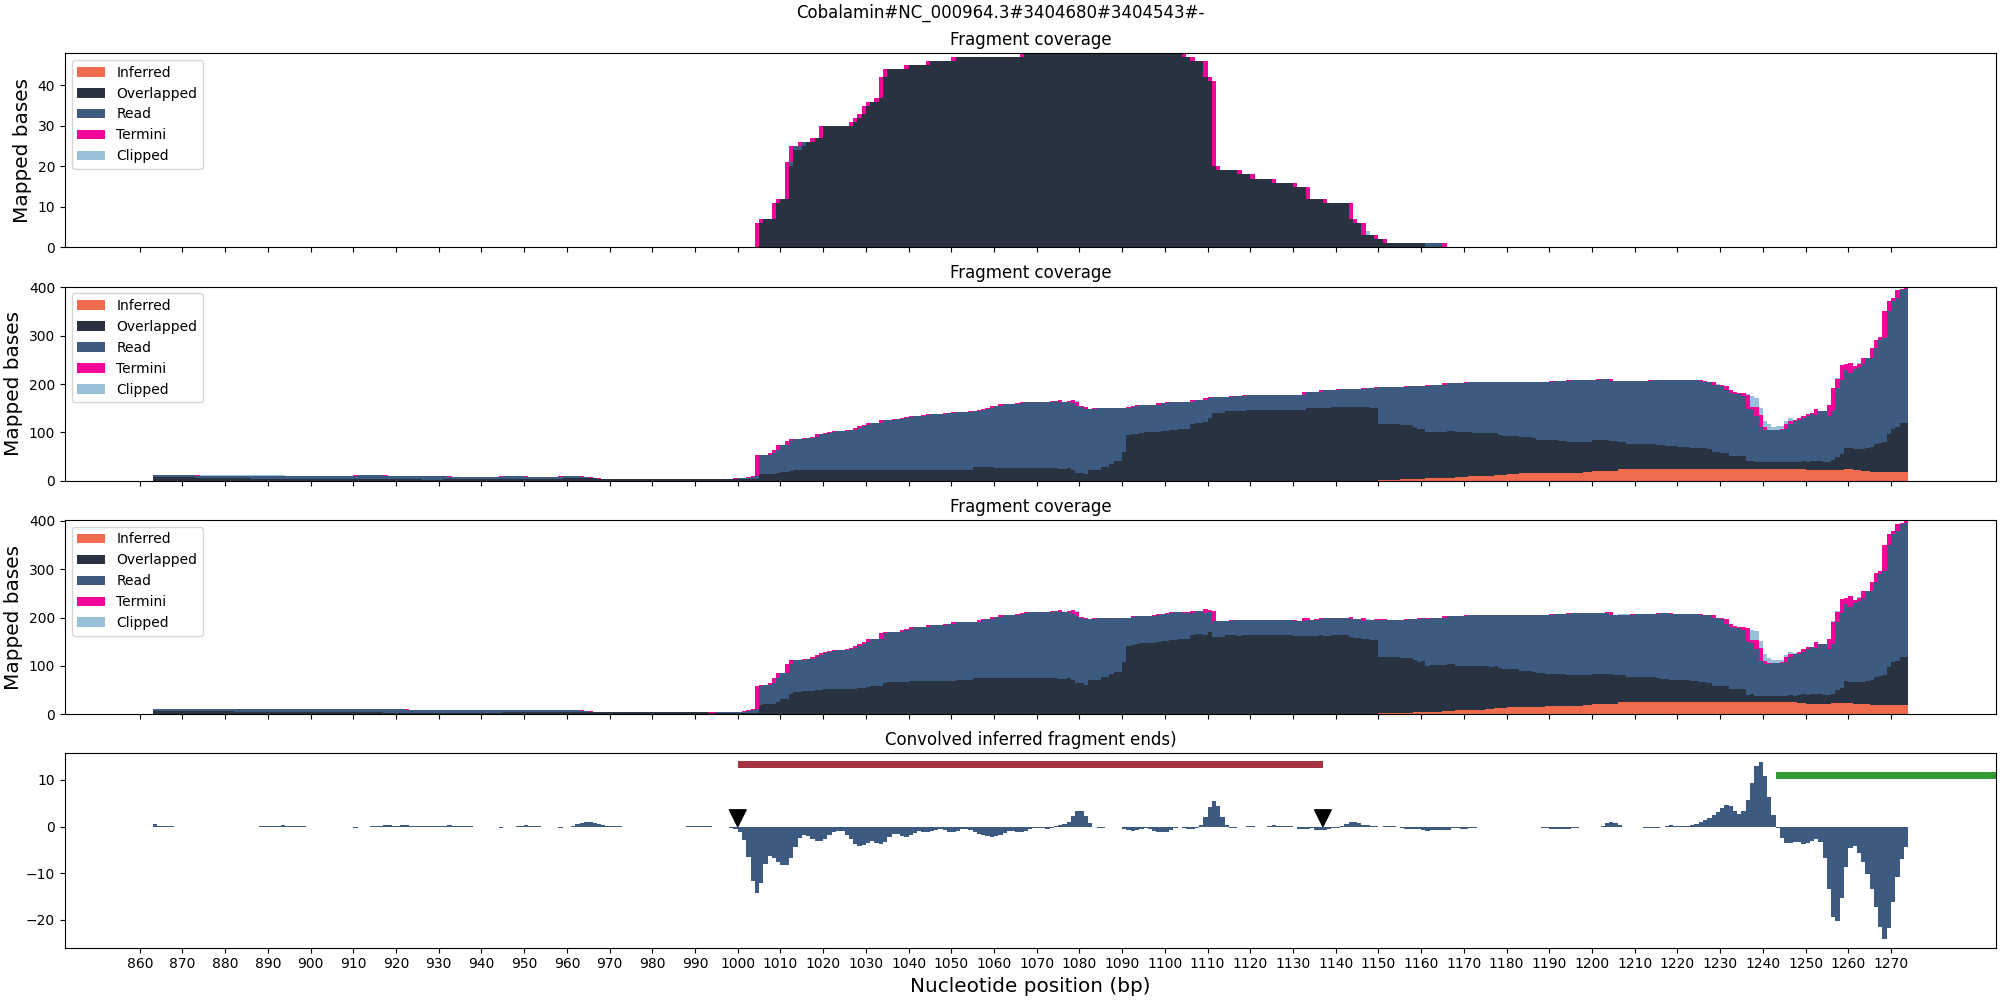 Cobalamin#NC_000964.3#3404680#3404543#-
Fragment coverage
Mapped bases
40
30
20
10
0
Inferred
Overlapped
Read
Termini
Clipped
Fragment coverage
Mapped bases
400
300
200
100
0
Inferred
Overlapped
Read
Termini
Clipped
Fragment coverage
Mapped bases
400
300
200
100
0
Inferred
Overlapped
Read
Termini
Clipped
Convolved inferred fragment ends)
10
0
−10
−20
860 870 880 890 900 910 920 930 940 950 960 970 980 990 1000 1010 1020 1030 1040 1050 1060 1070 1080 1090 1100 1110 1120 1130 1140 1150 1160 1170 1180 1190 1200 1210 1220 1230 1240 1250 1260 1270
Nucleotide position (bp)